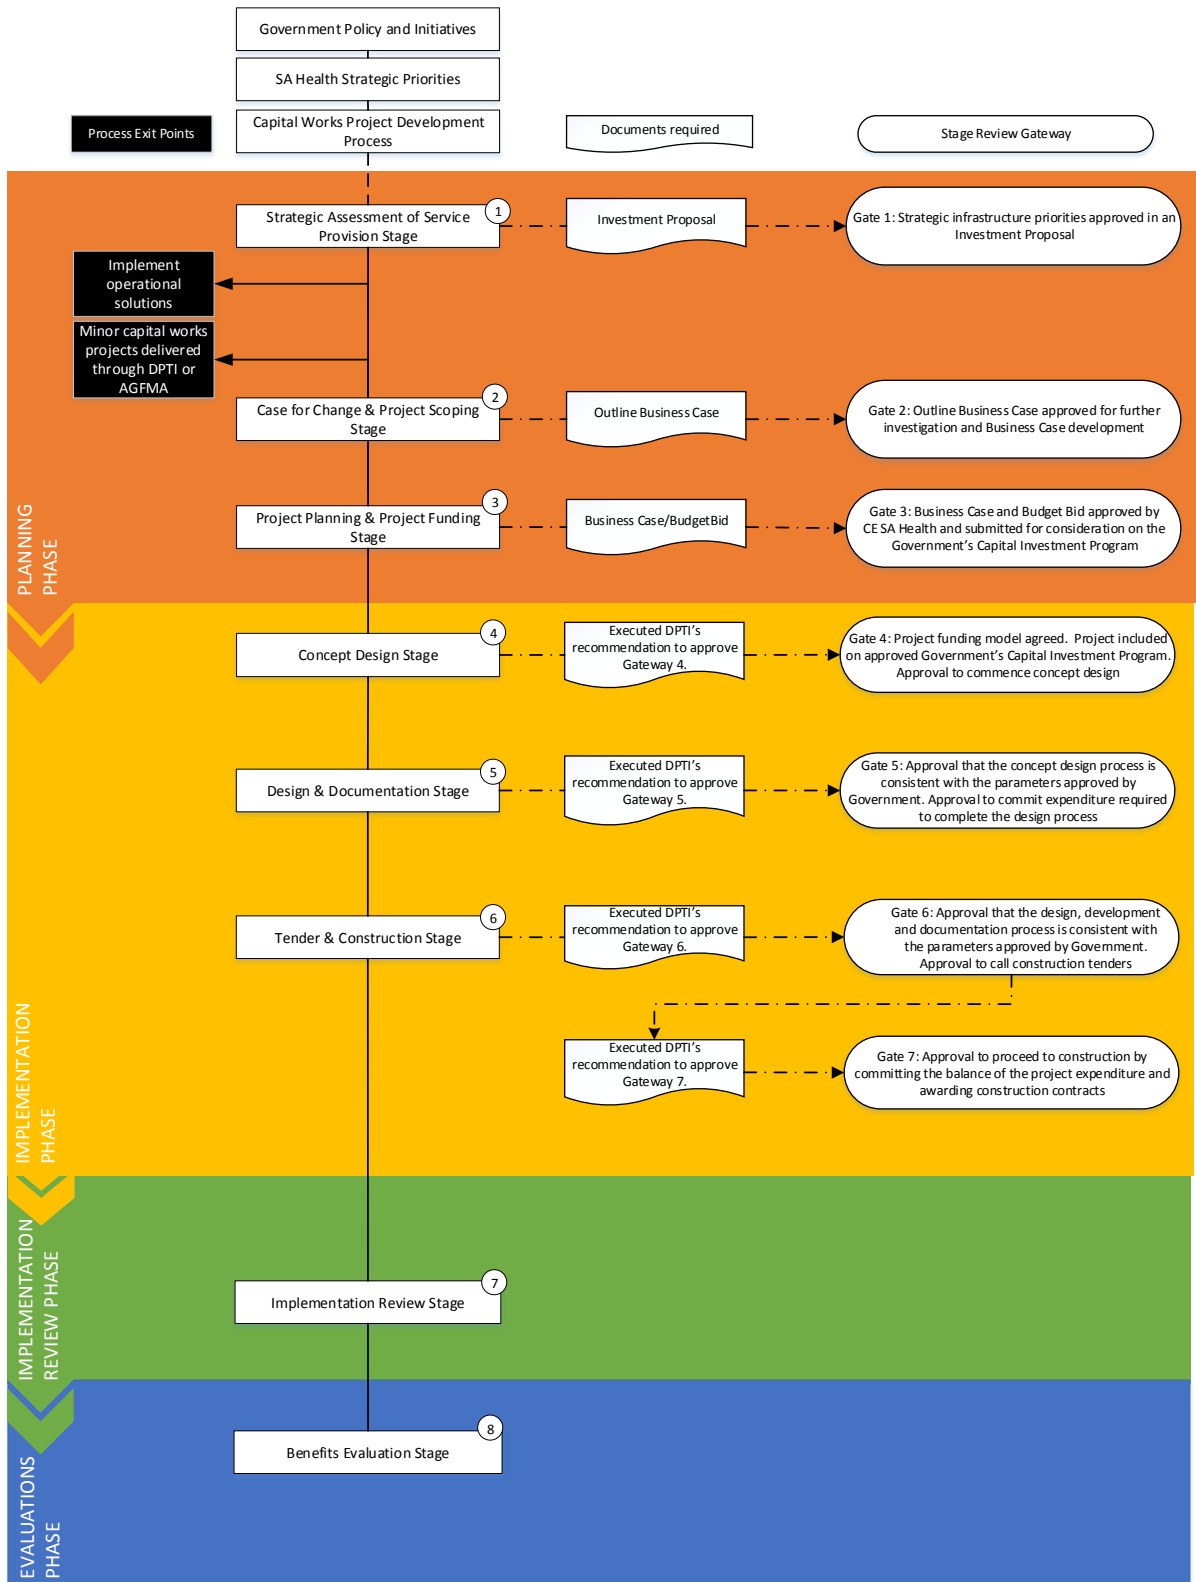 Government Policy and Initiatives
SA Health Strategic Priorities
Process Exit Points
Capital Works Project Development
Process
Documents required
Stage Review Gateway
PLANNING
PHASE
Strategic Assessment of Service
Provision Stage
1
Investment Proposal
Gate 1: Strategic infrastructure priorities approved in an
Investment Proposal
Implement
operational
solutions
Minor capital works
projects delivered
through DPTI or
AGFMA
Case for Change & Project Scoping
Stage
2
Outline Business Case
Gate 2: Outline Business Case approved for further
investigation and Business Case development
Project Planning & Project Funding
Stage
3
Business Case/BudgetBid
Gate 3: Business Case and Budget Bid approved by
CE SA Health and submitted for consideration on the
Government's Capital Investment Program
IMPLEMENTATION
PHASE
Concept Design Stage
4
Executed DPTI's
recommendation to approve
Gateway 4.
Gate 4: Project funding model agreed. Project included
on approved Government's Capital Investment Program.
Approval to commence concept design
Design & Documentation Stage
5
Executed DPTI's
recommendation to approve
Gateway 5.
Gate 5: Approval that the concept design process is
consistent with the parameters approved by
Government. Approval to commit expenditure required
to complete the design process
Tender & Construction Stage
6
Executed DPTI's
recommendation to approve
Gateway 6.
Gate 6: Approval that the design, development
and documentation process is consistent with
the parameters approved by Government.
Approval to call construction tenders
Executed DPTI's
recommendation to approve
Gateway 7.
Gate 7: Approval to proceed to construction by
committing the balance of the project expenditure and
awarding construction contracts
IMPLEMENTATION
REVIEW PHASE
Implementation Review Stage
7
EVALUATIONS
PHASE
Benefits Evaluation Stage
8